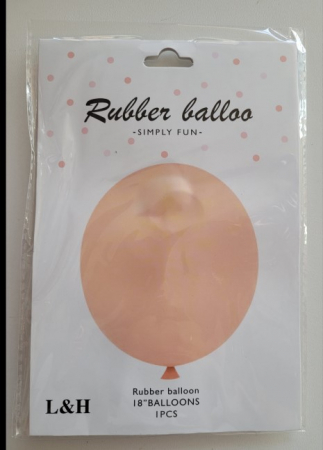 Rubber balloo
-SIMPLY FUN-
Rubber balloon
18"BALLOONS
1PCS
L&H